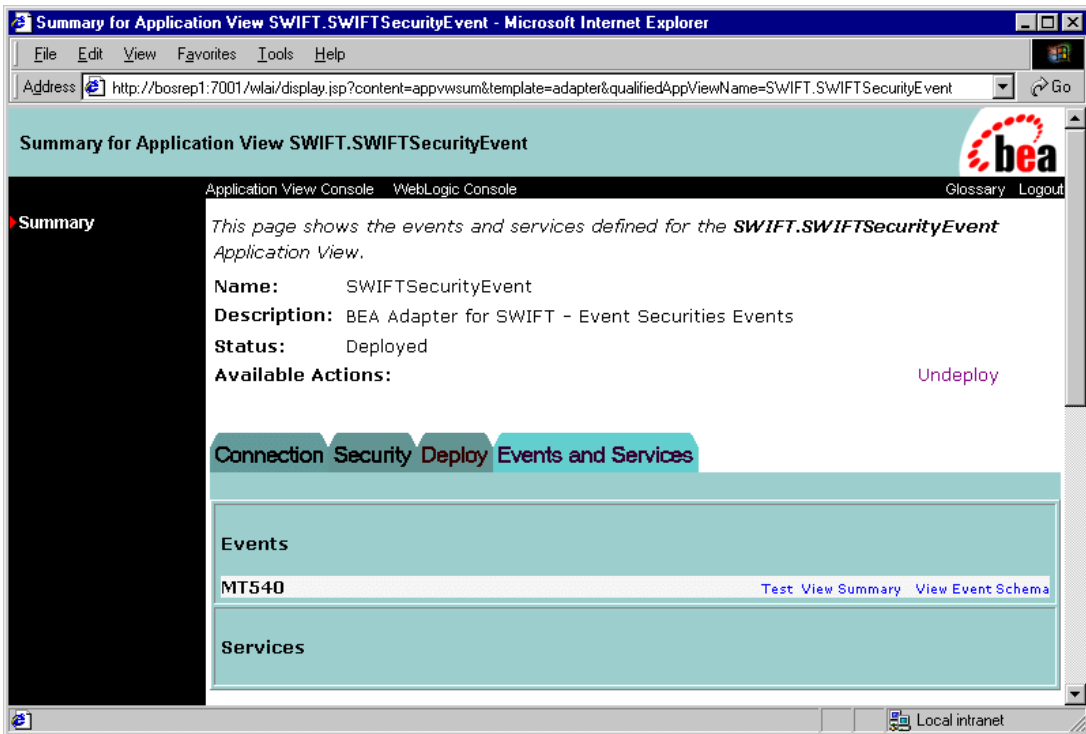 Summary for Application View SWIFT.SWIFTSecurityEvent - Microsoft Internet Explorer
File Edit View Favorites Tools Help
Address http://bosrep1:7001/wlai/display.jsp?content=appvwsum&template=adapter&qualifiedAppViewName=SWIFT.SWIFTSecurityEvent Go
Summary for Application View SWIFT.SWIFTSecurityEvent
bea
Application View Console WebLogic Console Glossary Logout
Summary
This page shows the events and services defined for the SWIFT.SWIFTSecurityEvent
Application View.
Name: SWIFTSecurityEvent
Description: BEA Adapter for SWIFT - Event Securities Events
Status: Deployed
Available Actions: Undeploy
Connection Security Deploy Events and Services
Events
MT540 Test View Summary View Event Schema
Services
Local intranet